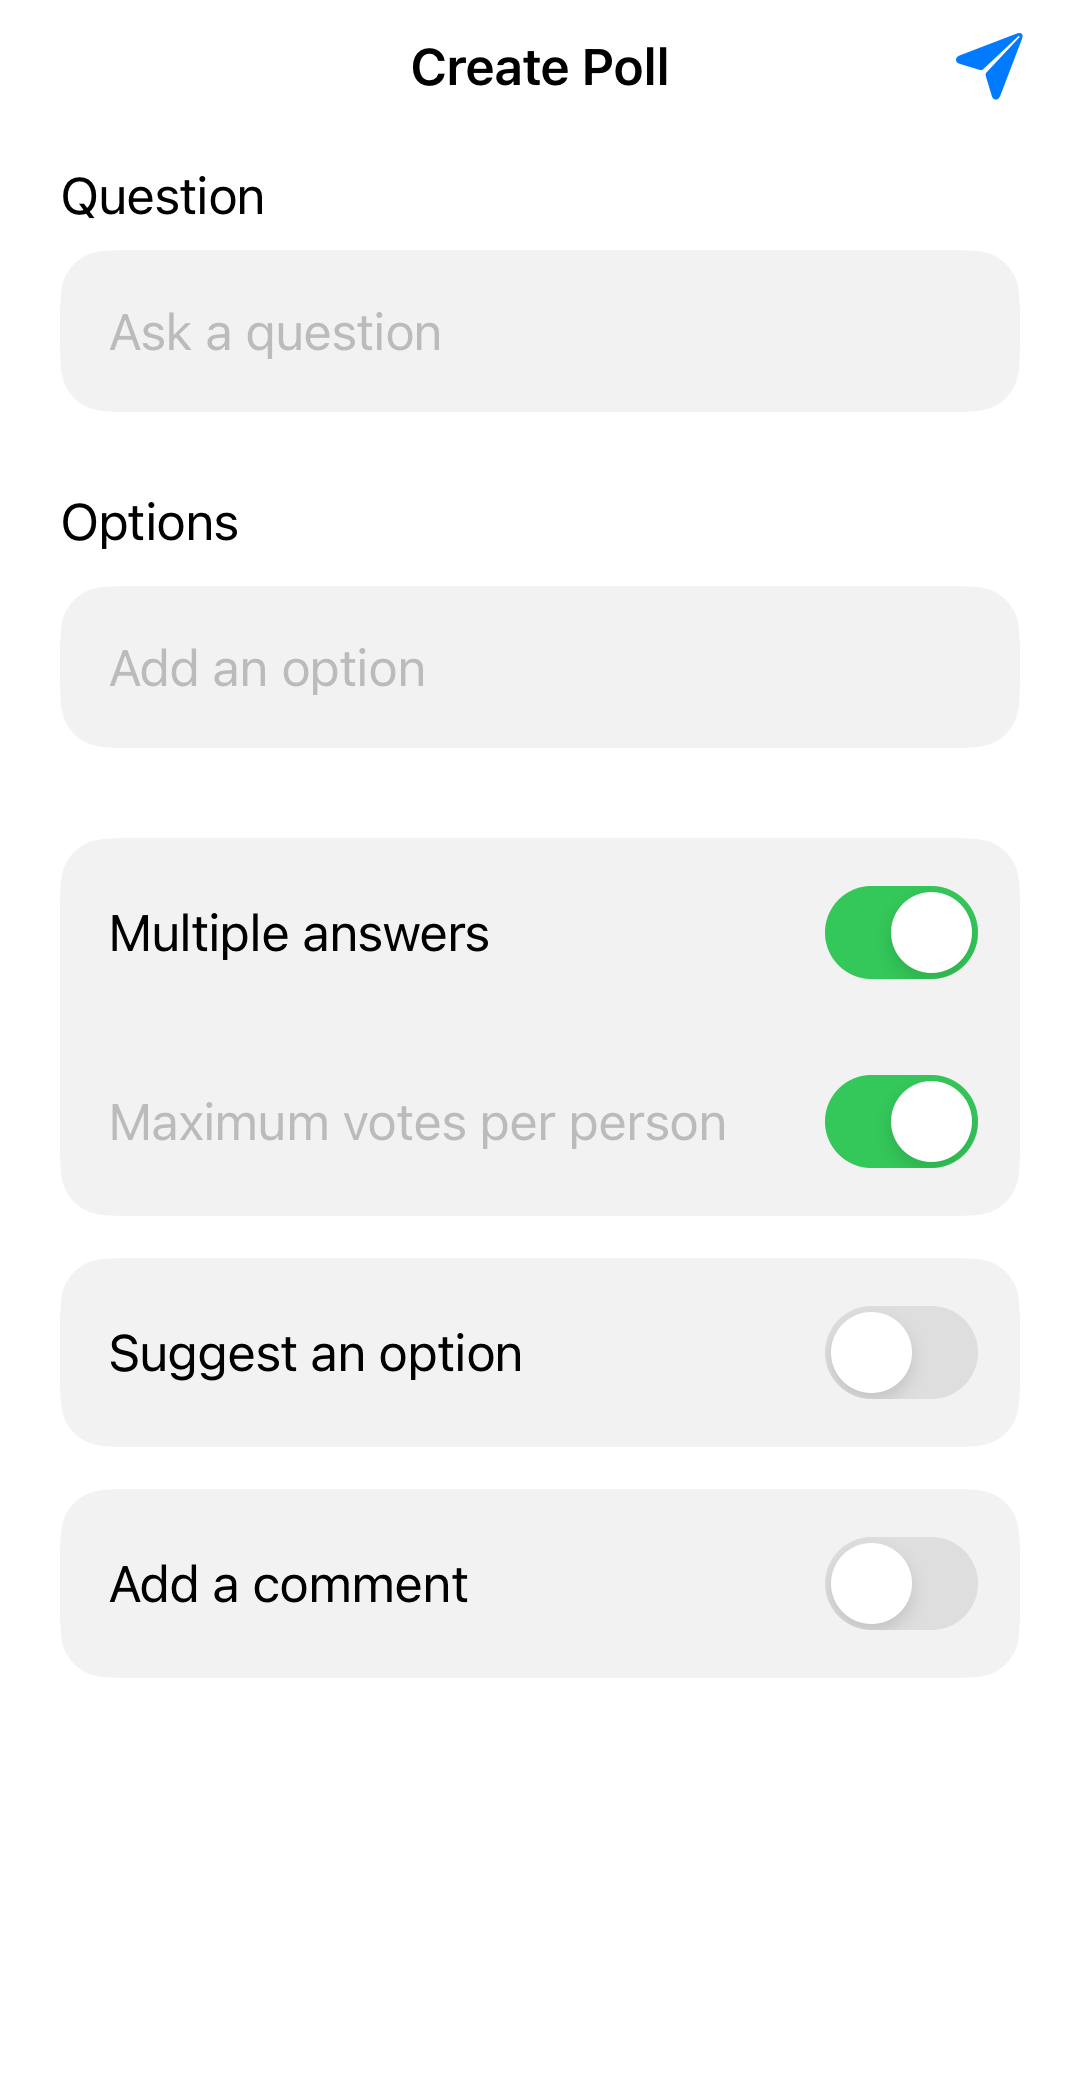 Create Poll
Question
Ask a question
Options
Add an option
Multiple answers
Maximum votes per person
Suggest an option
Add a comment